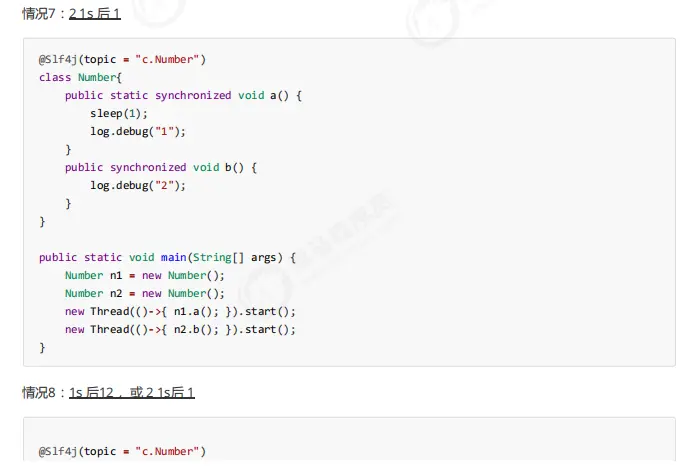 情况7：2 1s 后 1
@Slf4j(topic = "c.Number")
class Number{
    public static synchronized void a() {
        sleep(1);
        log.debug("1");
    }
    public synchronized void b() {
        log.debug("2");
    }
}
public static void main(String[] args) {
    Number n1 = new Number();
    Number n2 = new Number();
    new Thread(()->{ n1.a(); }).start();
    new Thread(()->{ n2.b(); }).start();
}
情况8：1s 后12， 或 2 1s后 1
@Slf4j(topic = "c.Number")